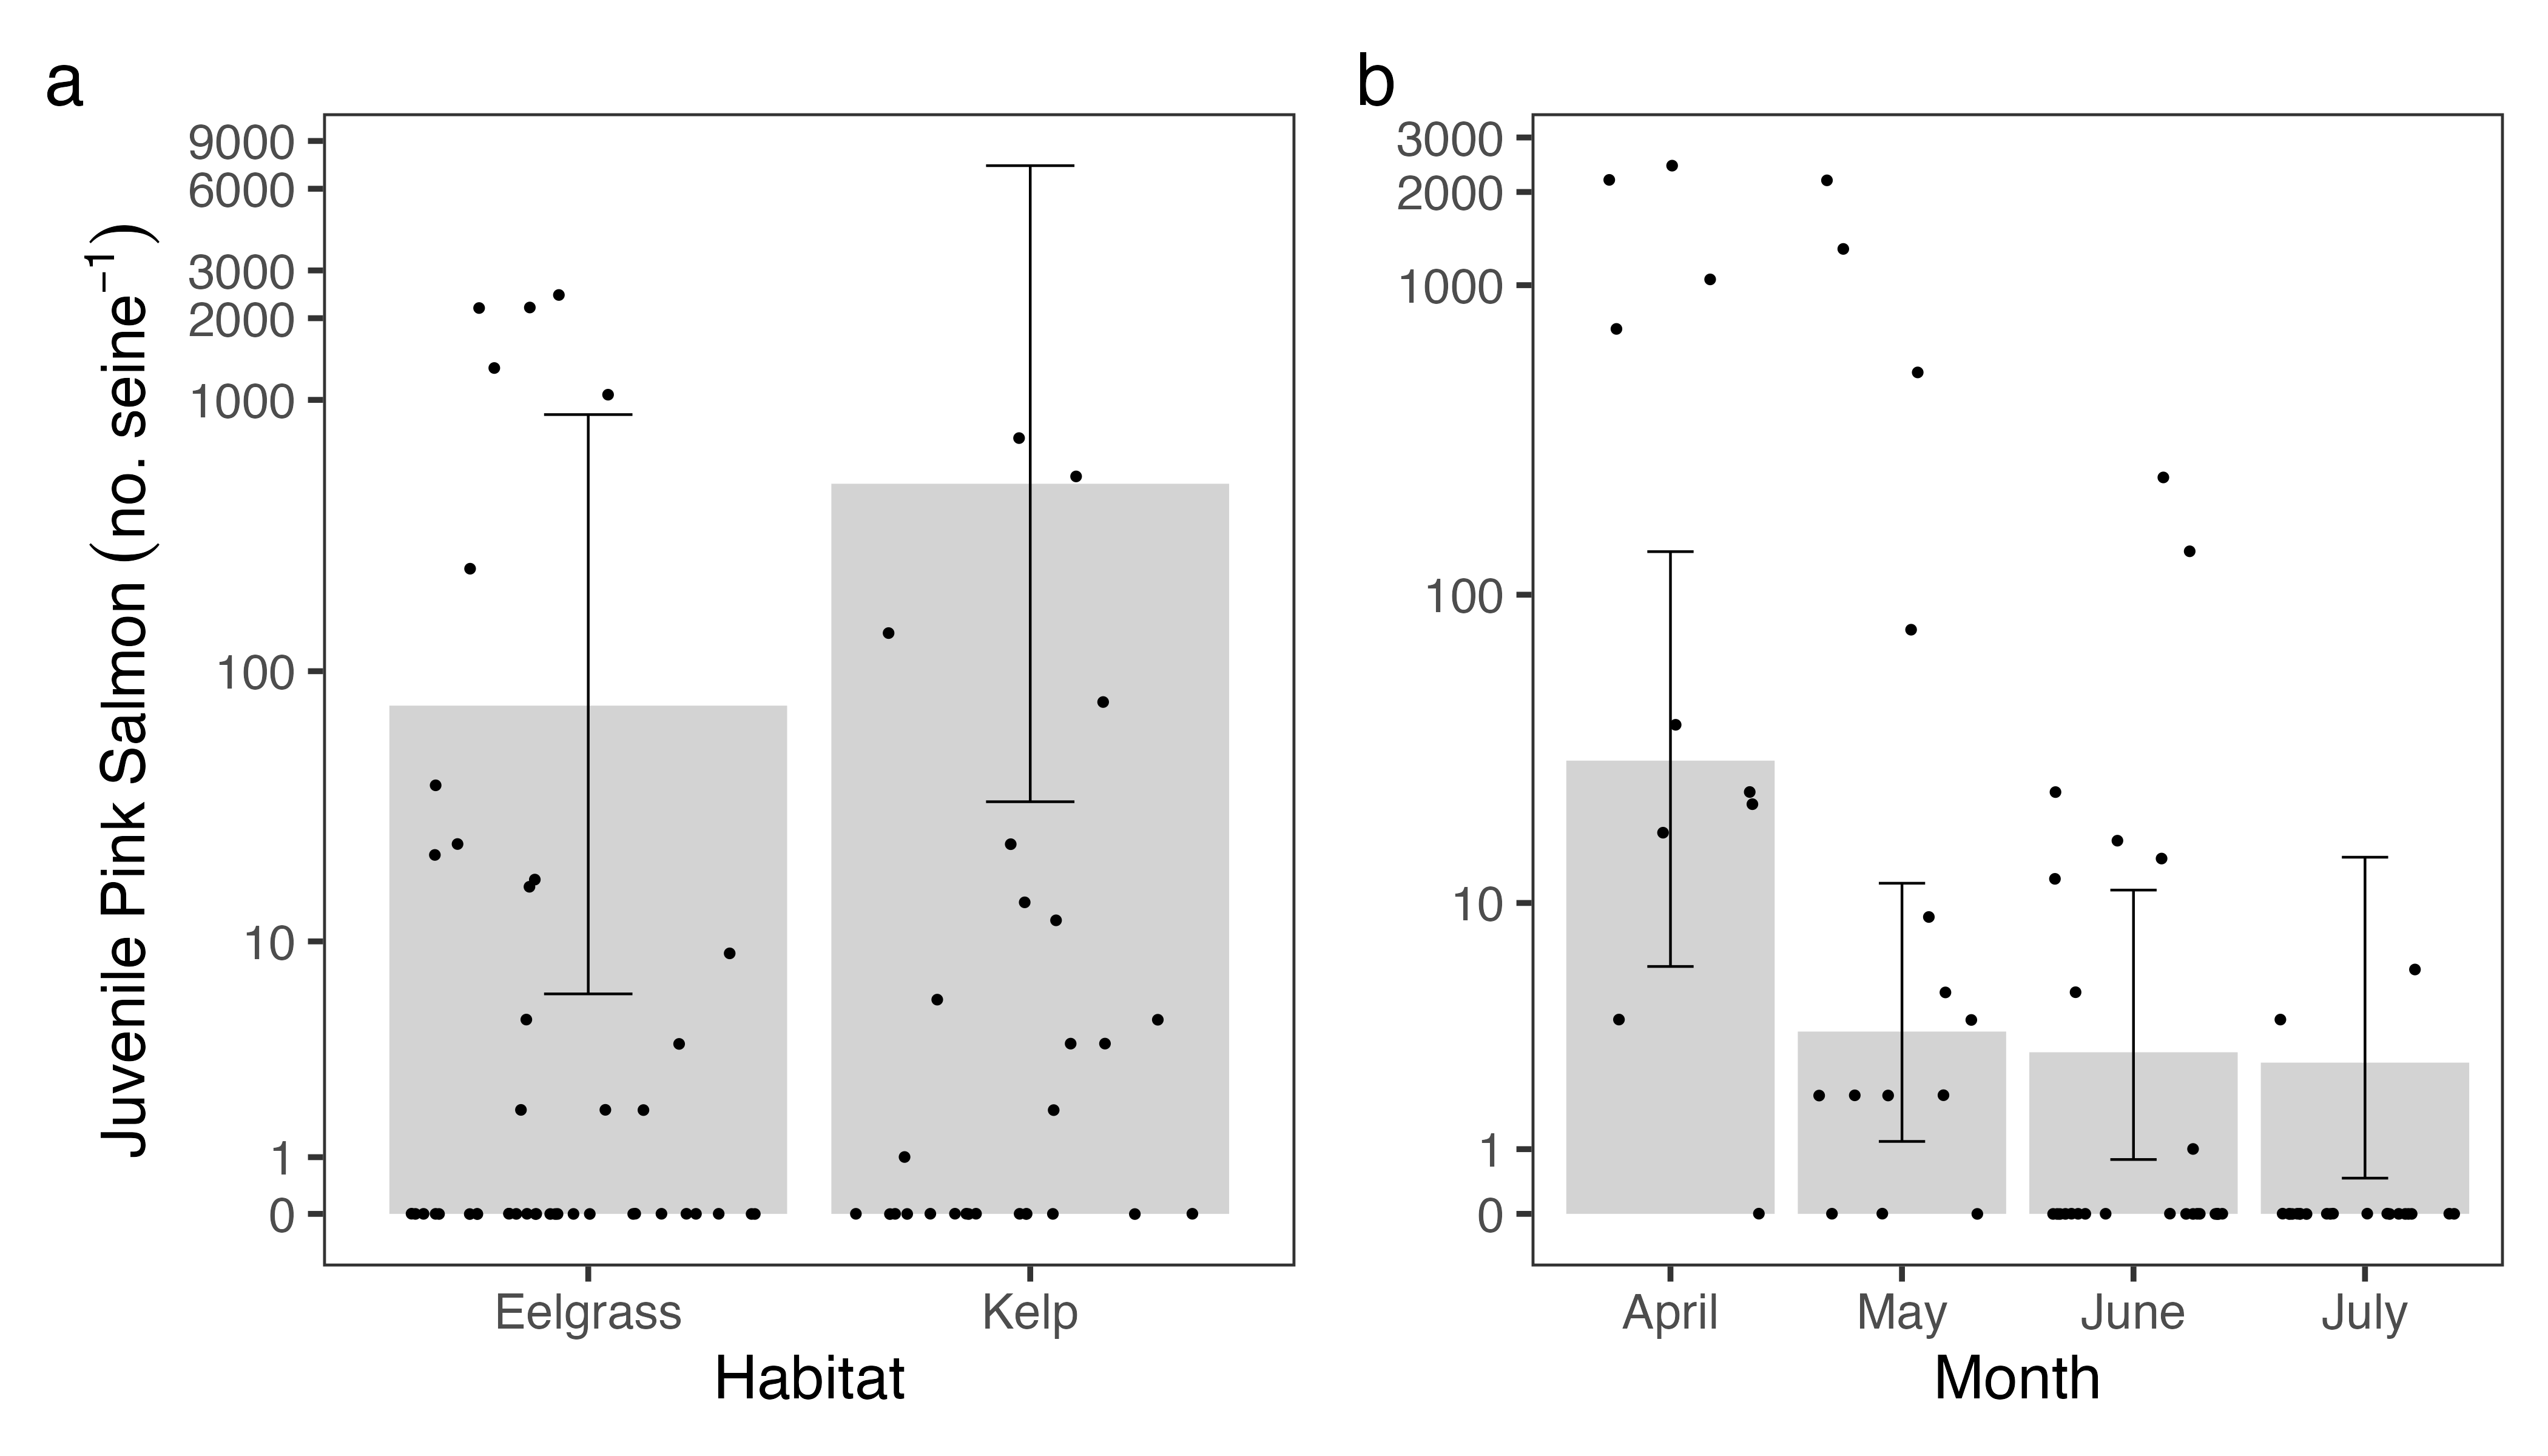 a
9000
6000
3000
2000
1000
100
10
1
0
Juvenile Pink Salmon (no. seine⁻¹)
Eelgrass Kelp
Habitat
b
3000
2000
1000
100
10
1
0
April May June July
Month